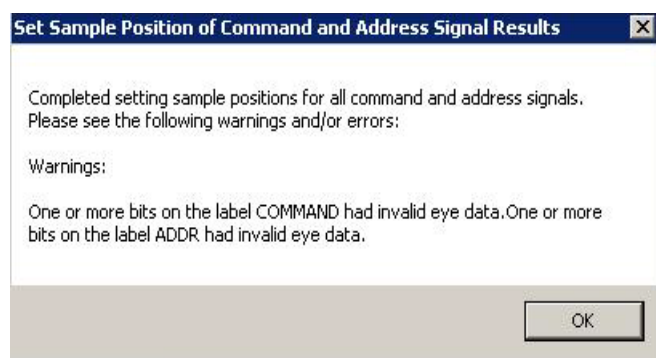 Set Sample Position of Command and Address Signal Results
Completed setting sample positions for all command and address signals.
Please see the following warnings and/or errors:
Warnings:
One or more bits on the label COMMAND had invalid eye data.One or more
bits on the label ADDR had invalid eye data.
OK